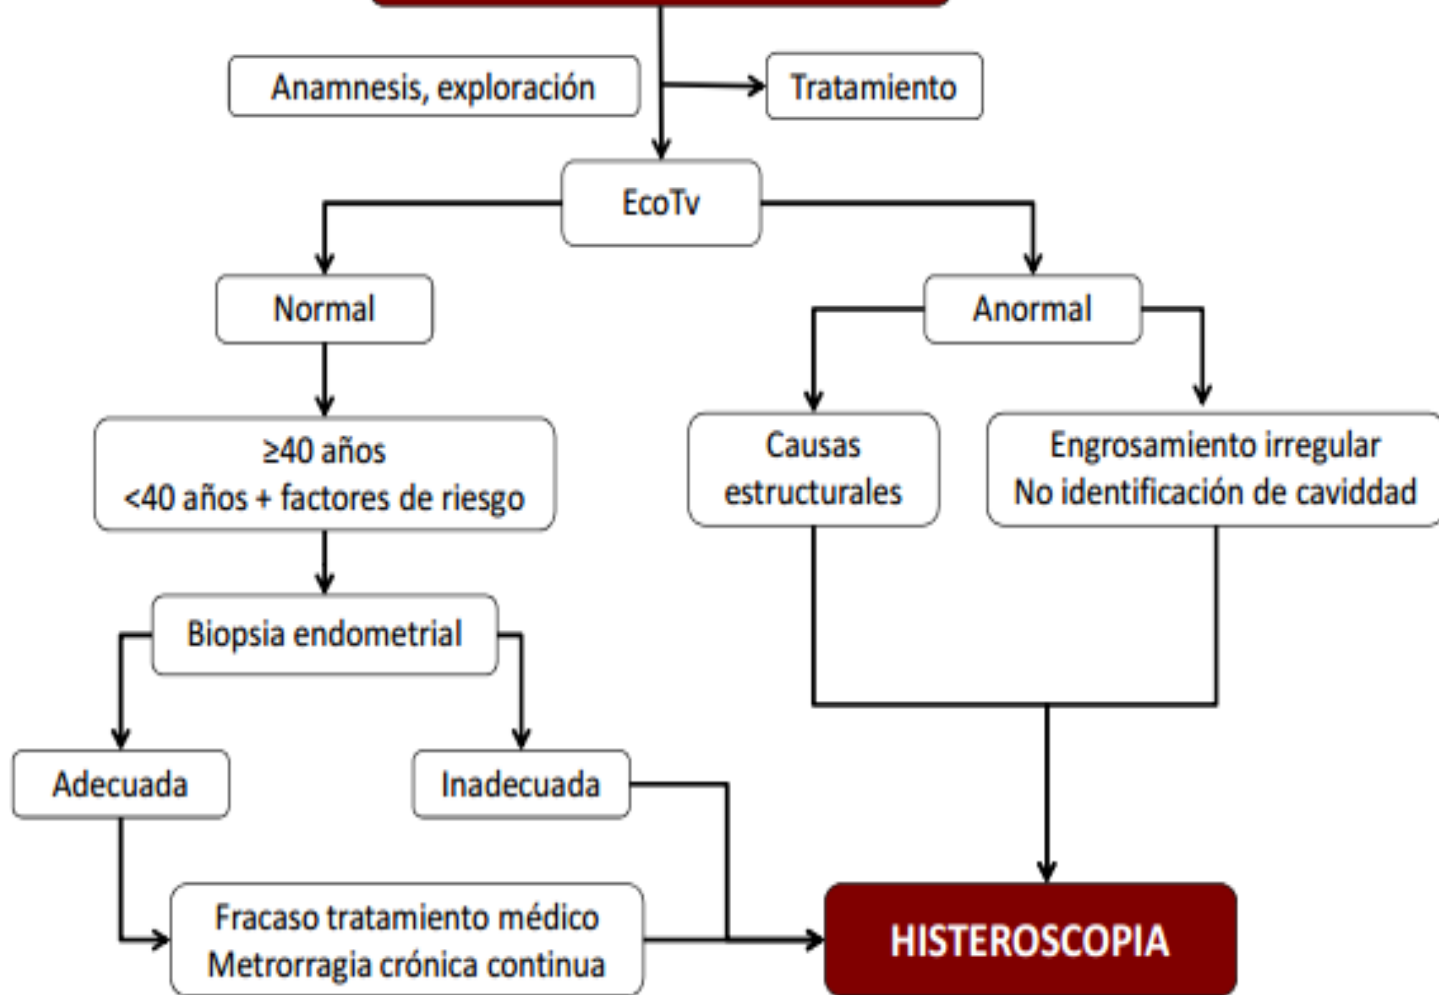 Anamnesis, exploración
Tratamiento
EcoTv
Normal
Anormal
≥40 años
<40 años + factores de riesgo
Causas
estructurales
Engrosamiento irregular
No identificación de caviddad
Biopsia endometrial
Adecuada
Inadecuada
Fracaso tratamiento médico
Metrorragia crónica continua
HISTEROSCOPIA